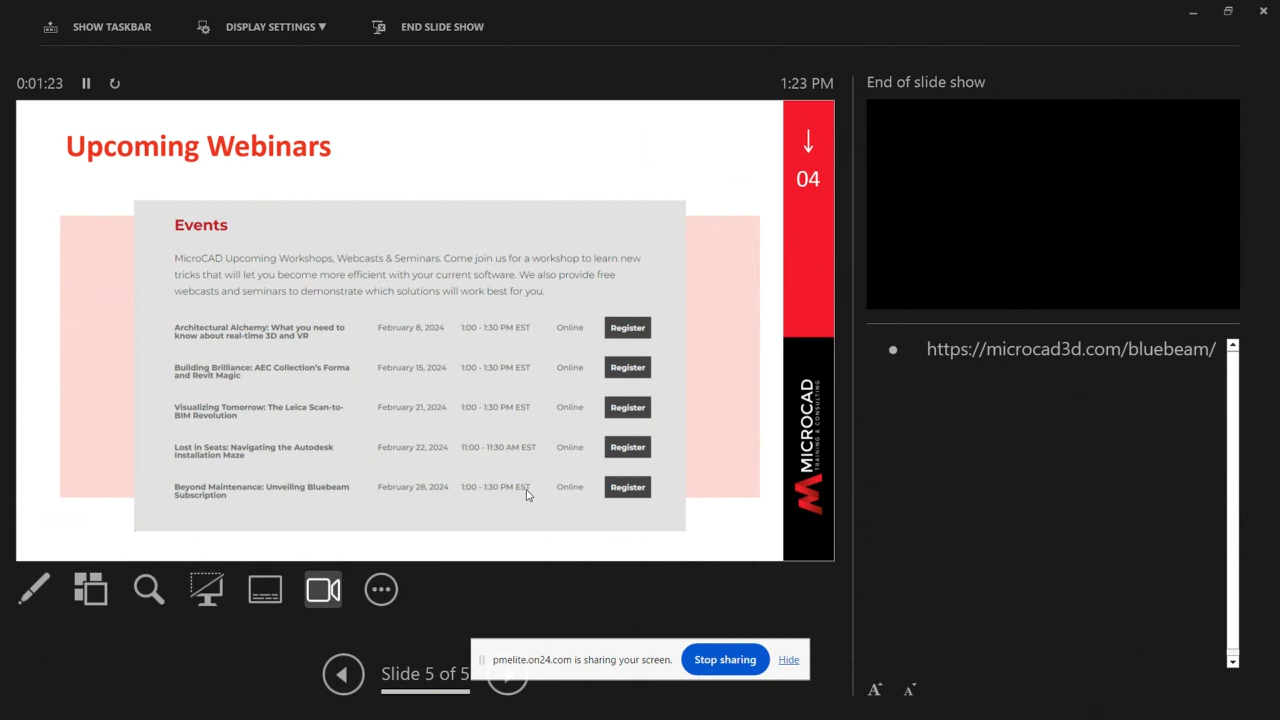 SHOW TASKBAR
DISPLAY SETTINGS ▼
END SLIDE SHOW
0:01:23
1:23 PM
End of slide show
Upcoming Webinars
04
Events
MicroCAD Upcoming Workshops, Webcasts & Seminars. Come join us for a workshop to learn new
tricks that will let you become more efficient with your current software. We also provide free
webcasts and seminars to demonstrate which solutions will work best for you.
Architectural Alchemy: What you need to
know about real-time 3D and VR
February 8, 2024
1:00 - 1:30 PM EST
Online
Register
Building Brilliance: AEC Collection's Forma
and Revit Magic
February 15, 2024
1:00 - 1:30 PM EST
Online
Register
Visualizing Tomorrow: The Leica Scan-to-
BIM Revolution
February 21, 2024
1:00 - 1:30 PM EST
Online
Register
Lost in Seats: Navigating the Autodesk
Installation Maze
February 22, 2024
11:00 - 11:30 AM EST
Online
Register
Beyond Maintenance: Unveiling Bluebeam
Subscription
February 28, 2024
1:00 - 1:30 PM EST
Online
Register
MICROCAD
TRAINING & CONSULTING
https://microcad3d.com/bluebeam/
pmelite.on24.com is sharing your screen.
Stop sharing
Hide
Slide 5 of 5
A
A